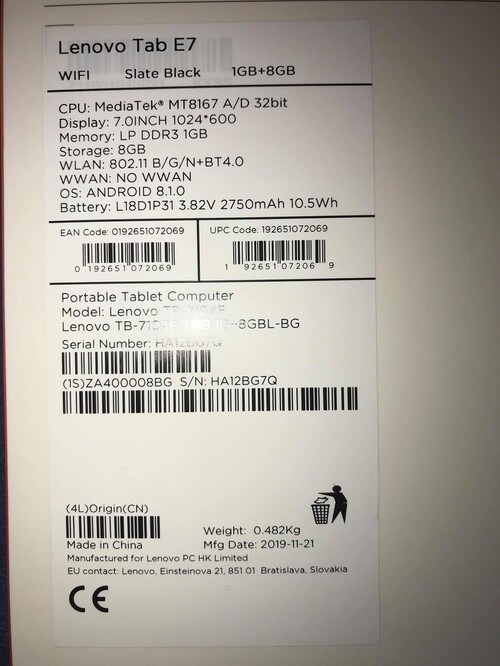 Lenovo Tab E7
WIFI Slate Black 1GB+8GB
CPU: MediaTek® MT8167 A/D 32bit
Display: 7.0INCH 1024*600
Memory: LP DDR3 1GB
Storage: 8GB
WLAN: 802.11 B/G/N+BT4.0
WWAN: NO WWAN
OS: ANDROID 8.1.0
Battery: L18D1P31 3.82V 2750mAh 10.5Wh
EAN Code: 0192651072069
UPC Code: 192651072069
0 192651 072069
1 92651 07206 9
Portable Tablet Computer
Model: Lenovo
Lenovo
Serial Number: HA12BG7Q
(1S)ZA400008BG S/N: HA12BG7Q
(4L)Origin(CN)
Weight: 0.482Kg
Made in China
Mfg Date: 2019-11-21
Manufactured for Lenovo PC HK Limited
EU contact: Lenovo, Einsteinova 21, 851 01 Bratislava, Slovakia
CE